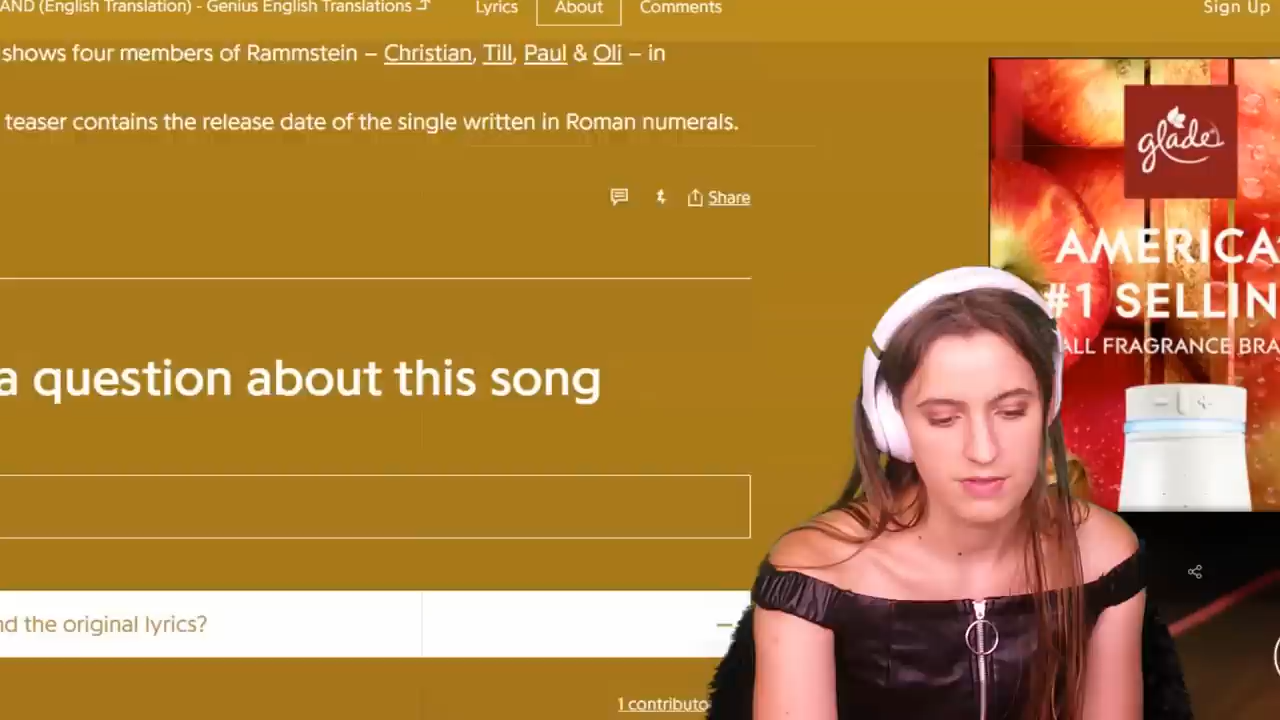 AND (English Translation) - Genius English Translations
Lyrics
About
Comments
Sign Up
shows four members of Rammstein – Christian, Till, Paul & Oli – in
teaser contains the release date of the single written in Roman numerals.
Share
a question about this song
nd the original lyrics?
1 contributo
glade
AMERICA
#1 SELLIN
ALL FRAGRANCE BRA